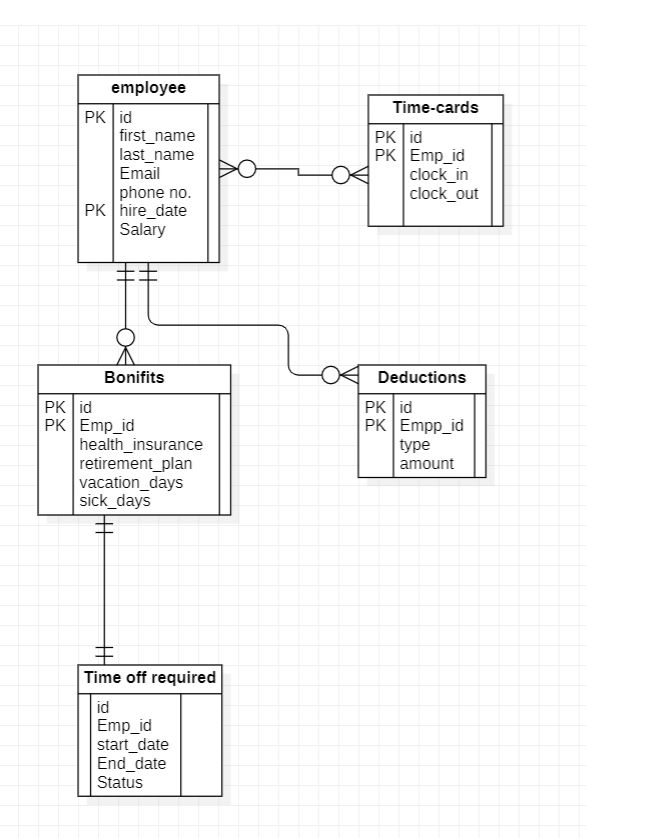 employee
PK id
first_name
last_name
Email
phone no.
PK hire_date
Salary
Time-cards
PK id
PK Emp_id
clock_in
clock_out
Bonifits
PK id
PK Emp_id
health_insurance
retirement_plan
vacation_days
sick_days
Deductions
PK id
PK Empp_id
type
amount
Time off required
id
Emp_id
start_date
End_date
Status